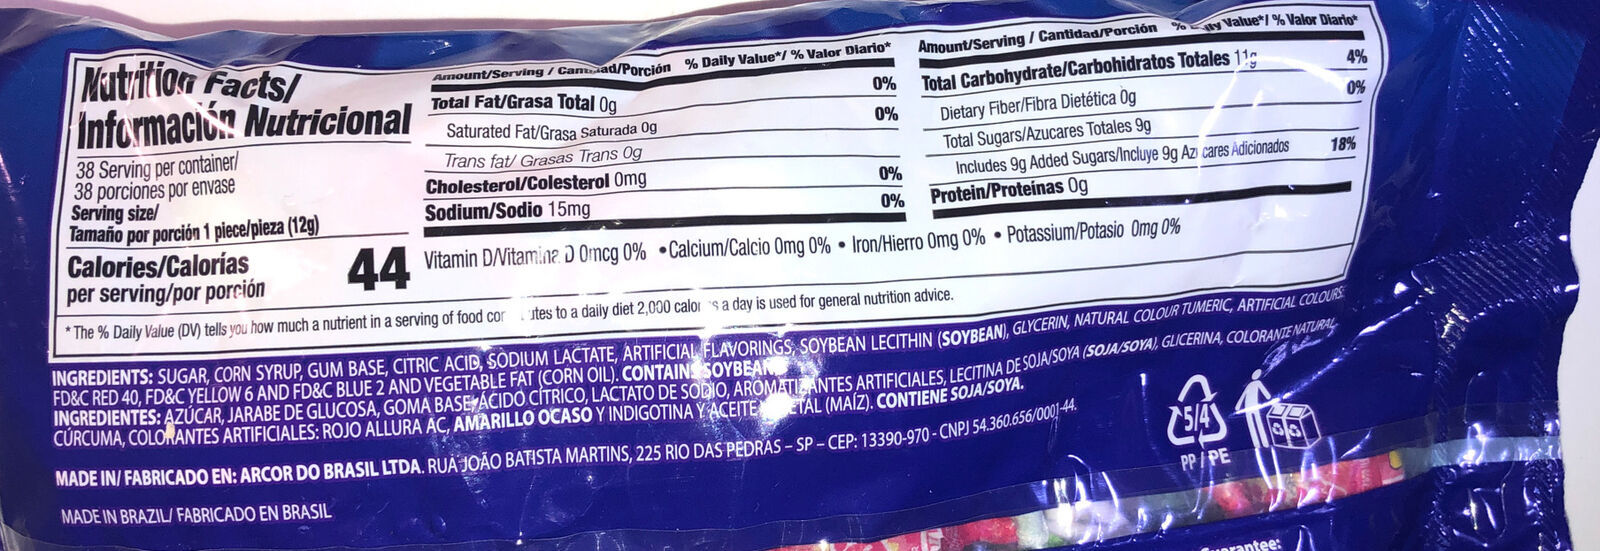 Nutrition Facts/
Información Nutricional
38 Serving per container/
38 porciones por envase
Serving size/
Tamaño por porción 1 piece/pieza (12g)
Calories/Calorías
per serving/por porción
44
Amount/Serving / Cantidad/Porción % Daily Value*/ % Valor Diario*
Total Fat/Grasa Total 0g 0%
Saturated Fat/Grasa Saturada 0g 0%
Trans fat/ Grasas Trans 0g
Cholesterol/Colesterol 0mg 0%
Sodium/Sodio 15mg 0%
Amount/Serving / Cantidad/Porción % Daily Value*/ % Valor Diario*
Total Carbohydrate/Carbohidratos Totales 11g 4%
Dietary Fiber/Fibra Dietética 0g 0%
Total Sugars/Azucares Totales 9g
Includes 9g Added Sugars/Incluye 9g Azucares Adicionados 18%
Protein/Proteínas 0g
Vitamin D/Vitamina D 0mcg 0% • Calcium/Calcio 0mg 0% • Iron/Hierro 0mg 0% • Potassium/Potasio 0mg 0%
* The % Daily Value (DV) tells you how much a nutrient in a serving of food contributes to a daily diet 2,000 calories a day is used for general nutrition advice.
INGREDIENTS: SUGAR, CORN SYRUP, GUM BASE, CITRIC ACID, SODIUM LACTATE, ARTIFICIAL FLAVORINGS, SOYBEAN LECITHIN (SOYBEAN), GLYCERIN, NATURAL COLOUR TUMERIC, ARTIFICIAL COLOURS:
FD&C RED 40, FD&C YELLOW 6 AND FD&C BLUE 2 AND VEGETABLE FAT (CORN OIL). CONTAINS SOYBEAN
INGREDIENTES: AZÚCAR, JARABE DE GLUCOSA, GOMA BASE, ÁCIDO CÍTRICO, LACTATO DE SODIO, AROMATIZANTES ARTIFICIALES, LECITINA DE SOJA/SOYA (SOJA/SOYA), GLICERINA, COLORANTE NATURAL
CÚRCUMA, COLORANTES ARTIFICIALES: ROJO ALLURA AC, AMARILLO OCASO Y INDIGOTINA Y ACEITE VEGETAL (MAÍZ). CONTIENE SOJA/SOYA.
MADE IN/ FABRICADO EN: ARCOR DO BRASIL LTDA. RUA JOÃO BATISTA MARTINS, 225 RIO DAS PEDRAS – SP – CEP: 13390-970 - CNPJ 54.360.656/0001-44.
MADE IN BRAZIL/ FABRICADO EN BRASIL
5/4
PP / PE